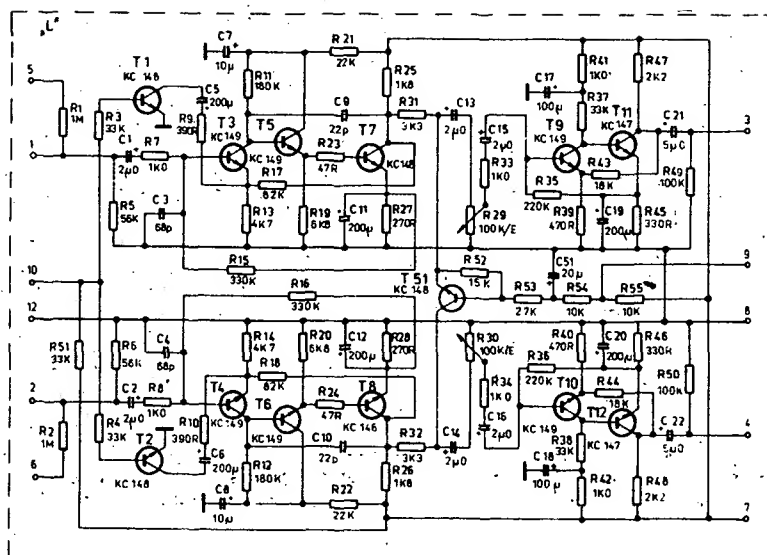 „L"
5
R1
1M
R3
33K
T1
KC 148
C5
200µ
R9
390R
C7
10µ
R11
180K
R21
22K
R25
1K8
C9
22p
R31
3K3
C13
2µ0
C15
2µ0
R33
1K0
R41
1K0
C17
100µ
R37
33K
R47
2K2
T11
KC 147
C21
5µ0
3
1
C1
2µ0
R7
1K0
T3
KC 149
T5
KC 149
R23
47R
T7
KC 148
R17
82K
T9
KC 149
R43
18K
R35
220K
R49
100K
R5
56K
C3
68p
R13
4K7
R19
6K8
C11
200µ
R27
270R
R29
100K/E
R39
470R
C19
200µ
R45
330R
R15
330K
10
T 51
KC 148
R52
15K
R53
27K
C51
20µ
R54
10K
R55
10K
9
R16
330K
12
8
R51
33K
R6
56K
C4
68p
R14
4K7
R20
6K8
C12
200µ
R28
270R
R18
82K
R30
100K/E
R34
1K0
R40
470R
C20
200µ
R46
330R
R36
220K
R50
100K
2
C2
2µ0
R8
1K0
T4
KC 149
T6
KC 149
R24
47R
T8
KC 146
T10
KC 149
R44
18K
T12
KC 147
C22
5µ0
4
R2
1M
R4
33K
R10
390R
T2
KC 148
C6
200µ
C10
22p
R32
3K3
C14
2µ0
C16
2µ0
R38
33K
6
R12
180K
R26
1K8
C8
10µ
R22
22K
C18
100µ
R42
1K0
R48
2K2
7